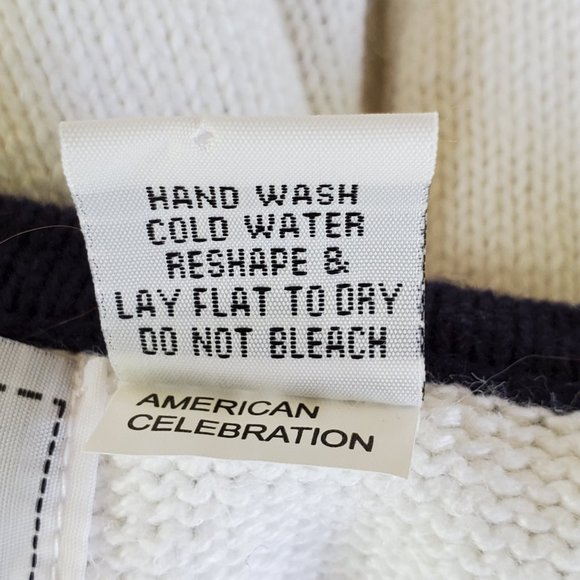 HAND WASH
COLD WATER
RESHAPE &
LAY FLAT TO DRY
DO NOT BLEACH
AMERICAN
CELEBRATION